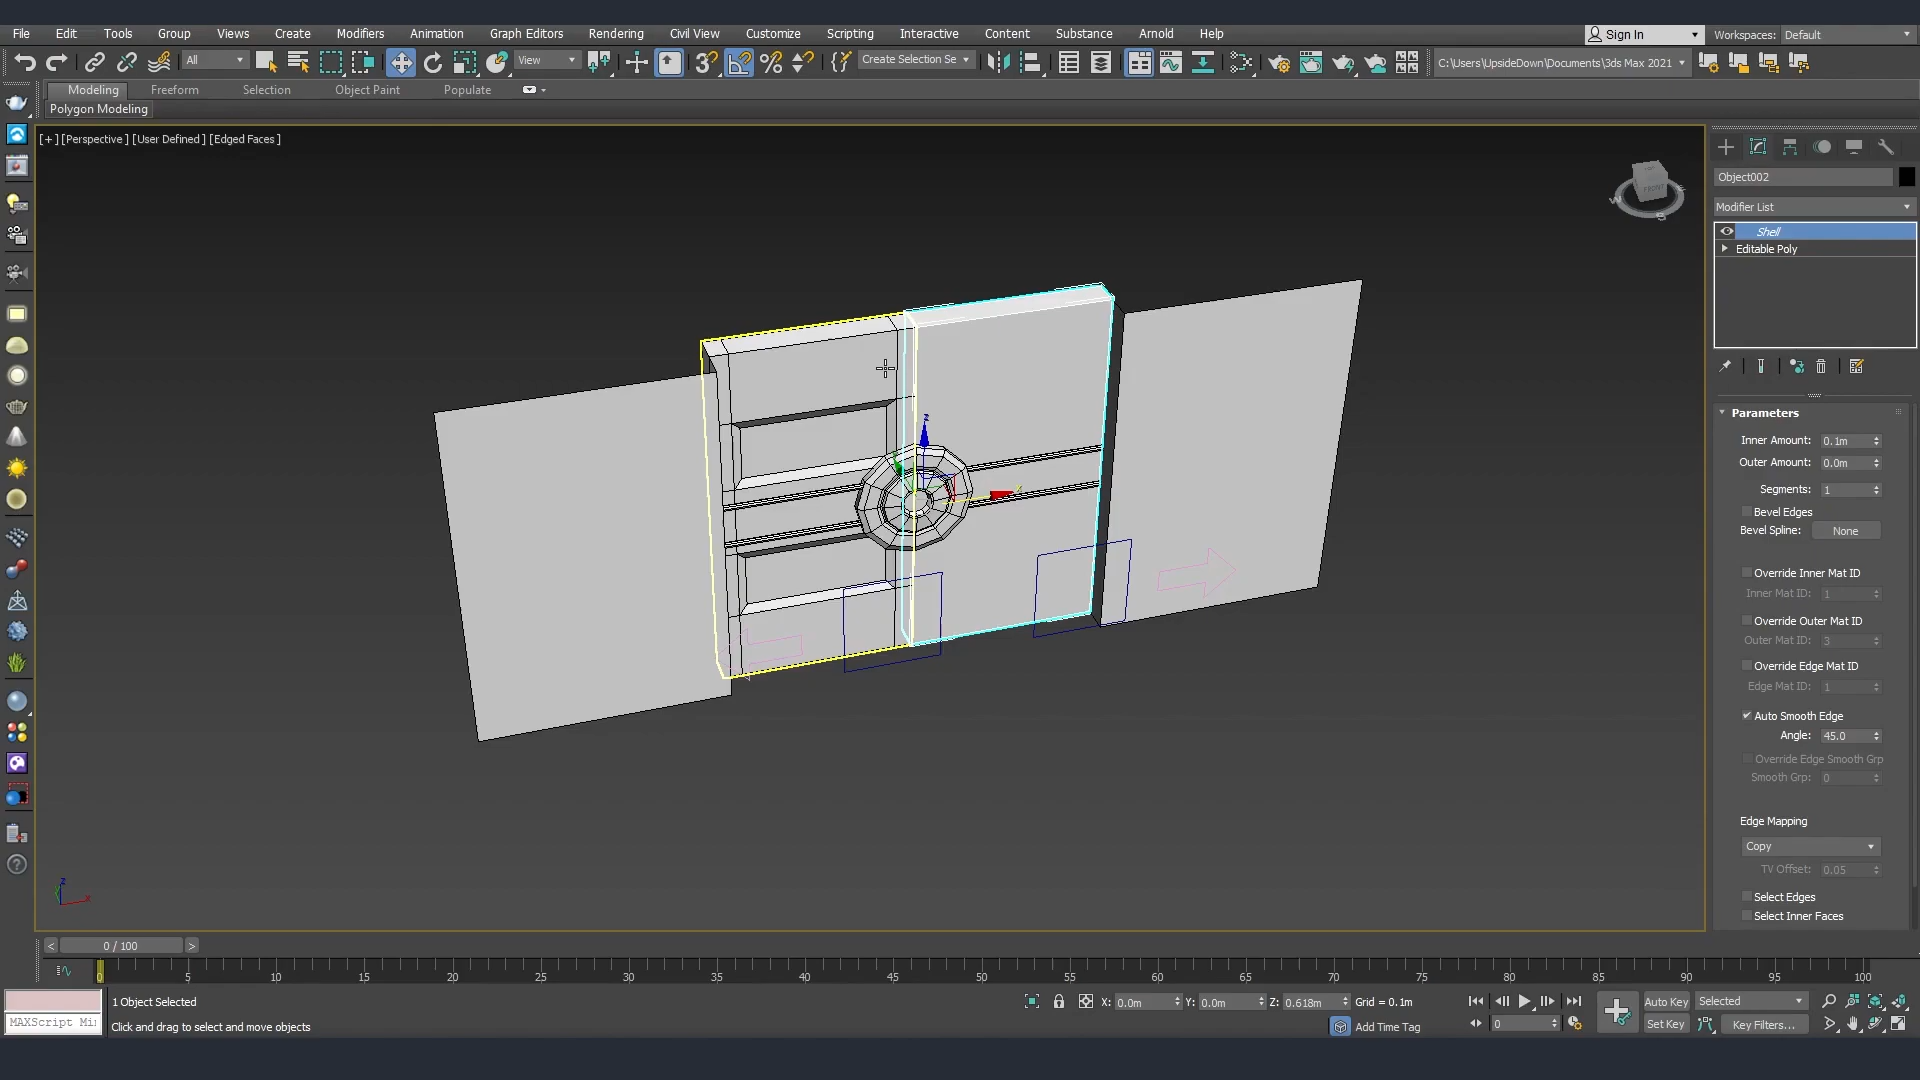 File Edit Tools Group Views Create Modifiers Animation Graph Editors Rendering Civil View Customize Scripting Interactive Content Substance Arnold Help Sign In Workspaces: Default
All View Create Selection Se C:\Users\UpsideDown\Documents\3ds Max 2021
Modeling Freeform Selection Object Paint Populate
Polygon Modeling
[+] [Perspective] [User Defined] [Edged Faces]
FRONT
W
S
Object002
Modifier List
Shell
Editable Poly
Parameters
Inner Amount: 0.1m
Outer Amount: 0.0m
Segments: 1
Bevel Edges
Bevel Spline: None
Override Inner Mat ID
Inner Mat ID: 1
Override Outer Mat ID
Outer Mat ID: 3
Override Edge Mat ID
Edge Mat ID: 1
Auto Smooth Edge
Angle: 45.0
Override Edge Smooth Grp
Smooth Grp: 0
Edge Mapping
Copy
TV Offset: 0.05
Select Edges
Select Inner Faces
z
x
z
x
< 0 / 100 >
0 5 10 15 20 25 30 35 40 45 50 55 60 65 70 75 80 85 90 95 100
1 Object Selected X: 0.0m Y: 0.0m Z: 0.618m Grid = 0.1m Auto Key Selected
MAXScript Mi Click and drag to select and move objects Add Time Tag 0 Set Key Key Filters...